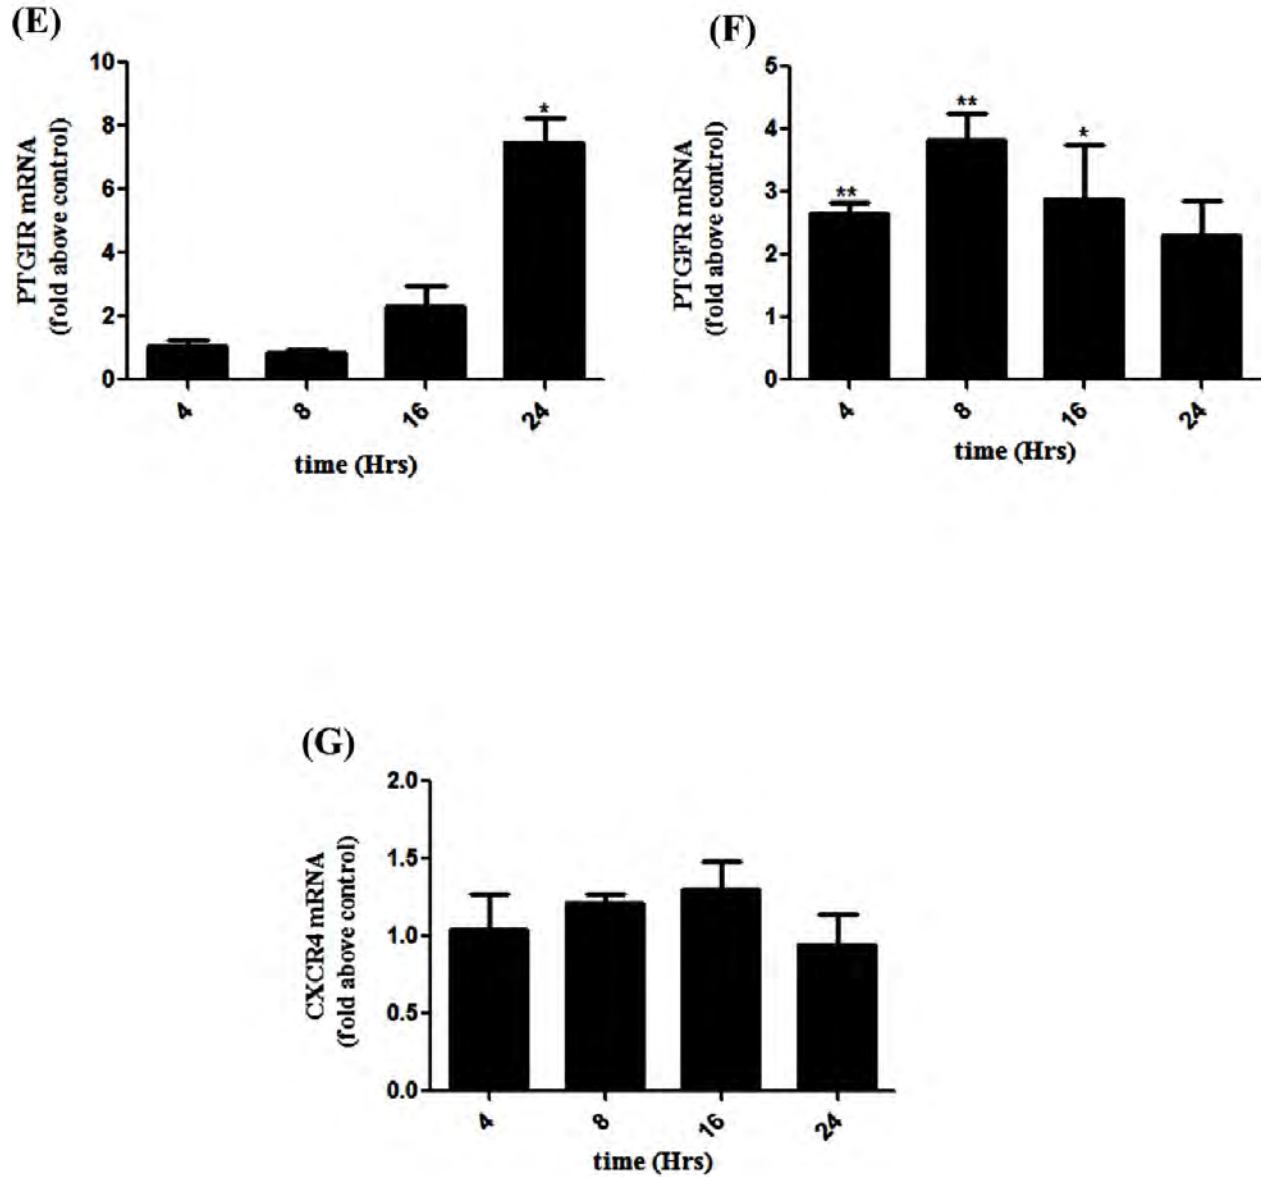 (E)
PTGIR mRNA
(fold above control)
10
8
6
4
2
0
*
4
8
16
24
time (Hrs)
(F)
PTGFR mRNA
(fold above control)
5
4
3
2
1
0
**
**
*
4
8
16
24
time (Hrs)
(G)
CXCR4 mRNA
(fold above control)
2.0
1.5
1.0
0.5
0.0
4
8
16
24
time (Hrs)